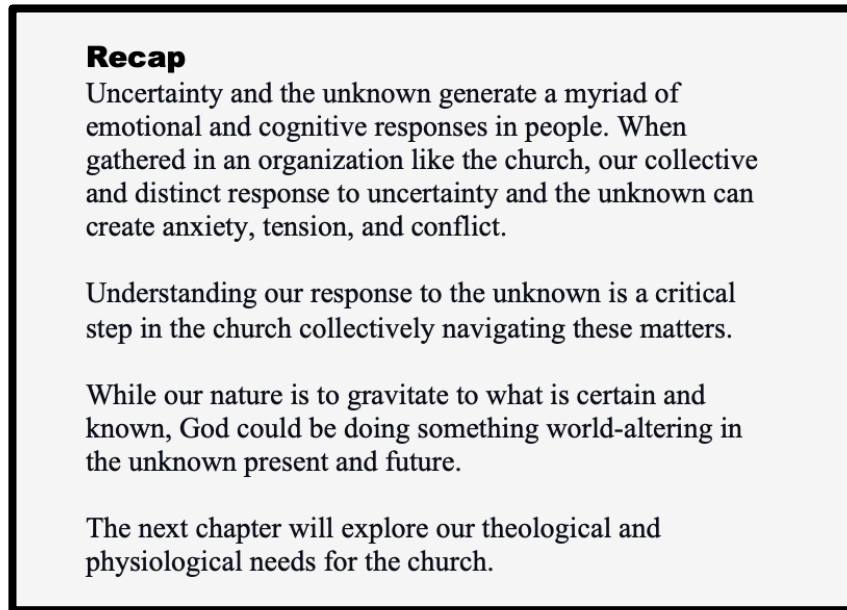 Recap
Uncertainty and the unknown generate a myriad of
emotional and cognitive responses in people. When
gathered in an organization like the church, our collective
and distinct response to uncertainty and the unknown can
create anxiety, tension, and conflict.
Understanding our response to the unknown is a critical
step in the church collectively navigating these matters.
While our nature is to gravitate to what is certain and
known, God could be doing something world-altering in
the unknown present and future.
The next chapter will explore our theological and
physiological needs for the church.